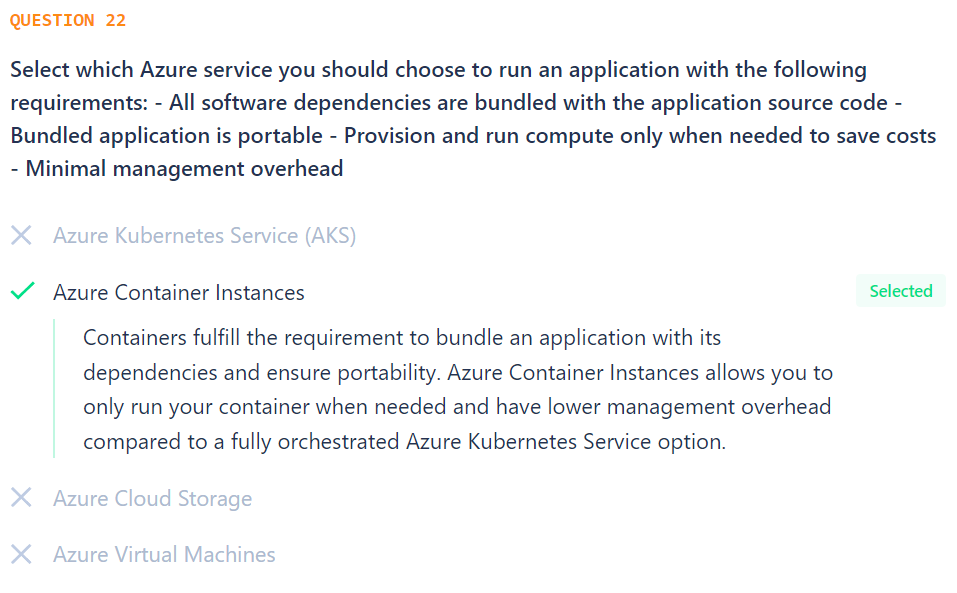 QUESTION 22
Select which Azure service you should choose to run an application with the following
requirements: - All software dependencies are bundled with the application source code -
Bundled application is portable - Provision and run compute only when needed to save costs
- Minimal management overhead
Azure Kubernetes Service (AKS)
Azure Container Instances
Selected
Containers fulfill the requirement to bundle an application with its
dependencies and ensure portability. Azure Container Instances allows you to
only run your container when needed and have lower management overhead
compared to a fully orchestrated Azure Kubernetes Service option.
Azure Cloud Storage
Azure Virtual Machines